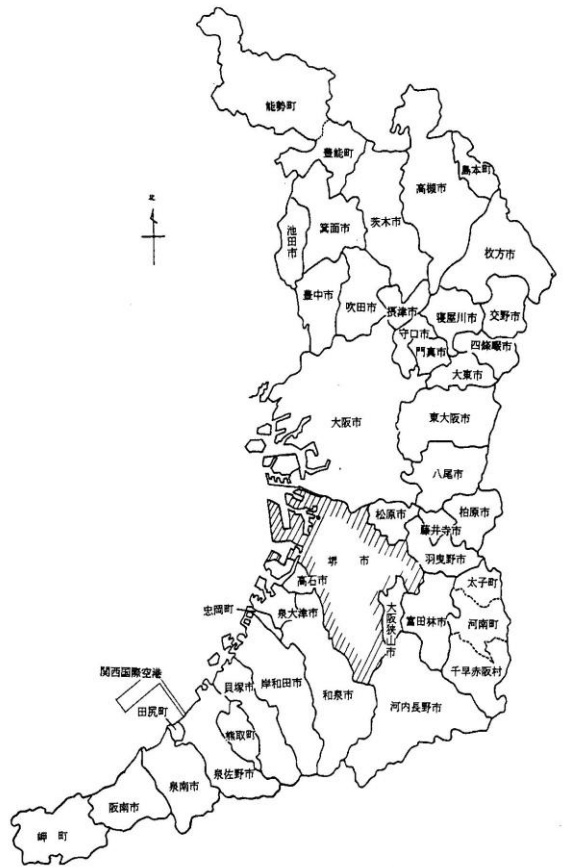 能勢町
豊能町
島本町
高槻市
茨木市
箕面市
池田市
枚方市
豊中市
吹田市
摂津市
寝屋川市
交野市
守口市
門真市
四條畷市
大東市
大阪市
東大阪市
八尾市
松原市
柏原市
藤井寺市
堺市
羽曳野市
高石市
太子町
忠岡町
泉大津市
大阪狭山市
富田林市
河南町
千早赤阪村
関西国際空港
貝塚市
岸和田市
和泉市
河内長野市
田尻町
熊取町
泉佐野市
泉南市
阪南市
岬町